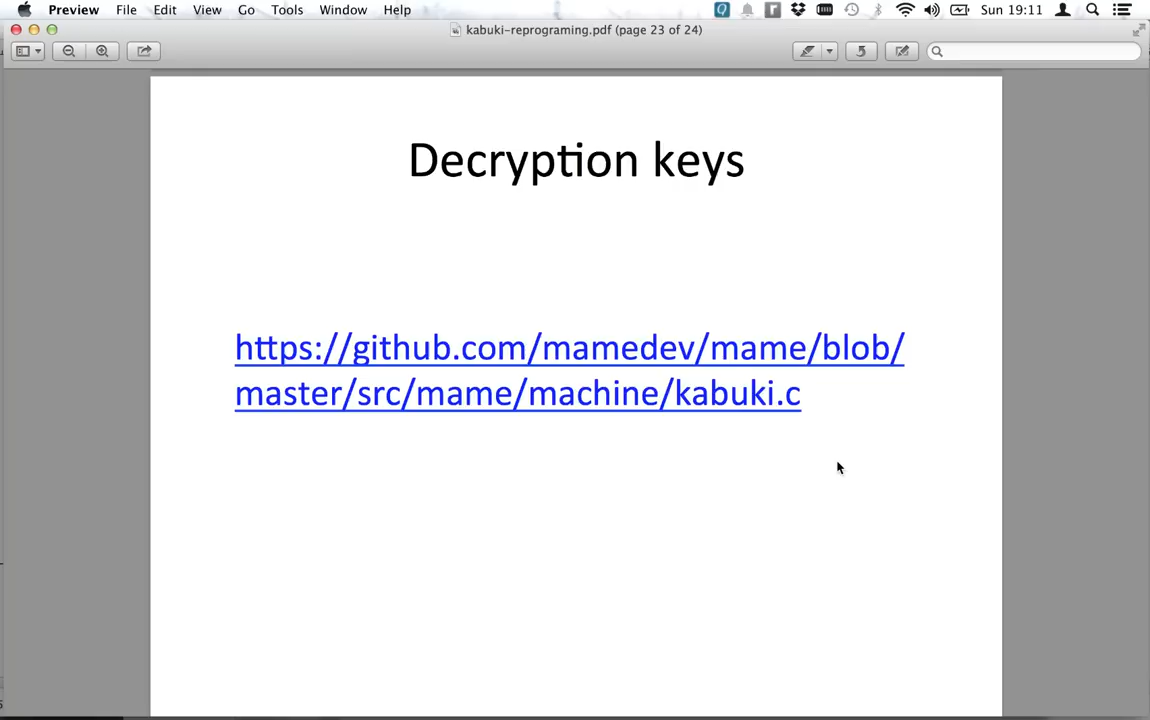 Preview File Edit View Go Tools Window Help Sun 19:11
kabuki-reprograming.pdf (page 23 of 24)
Decryption keys
https://github.com/mamedev/mame/blob/
master/src/mame/machine/kabuki.c